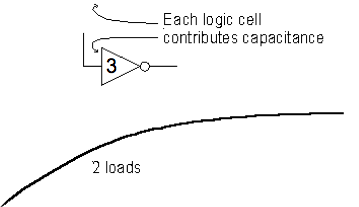 Each logic cell
contributes capacitance
3
2 loads